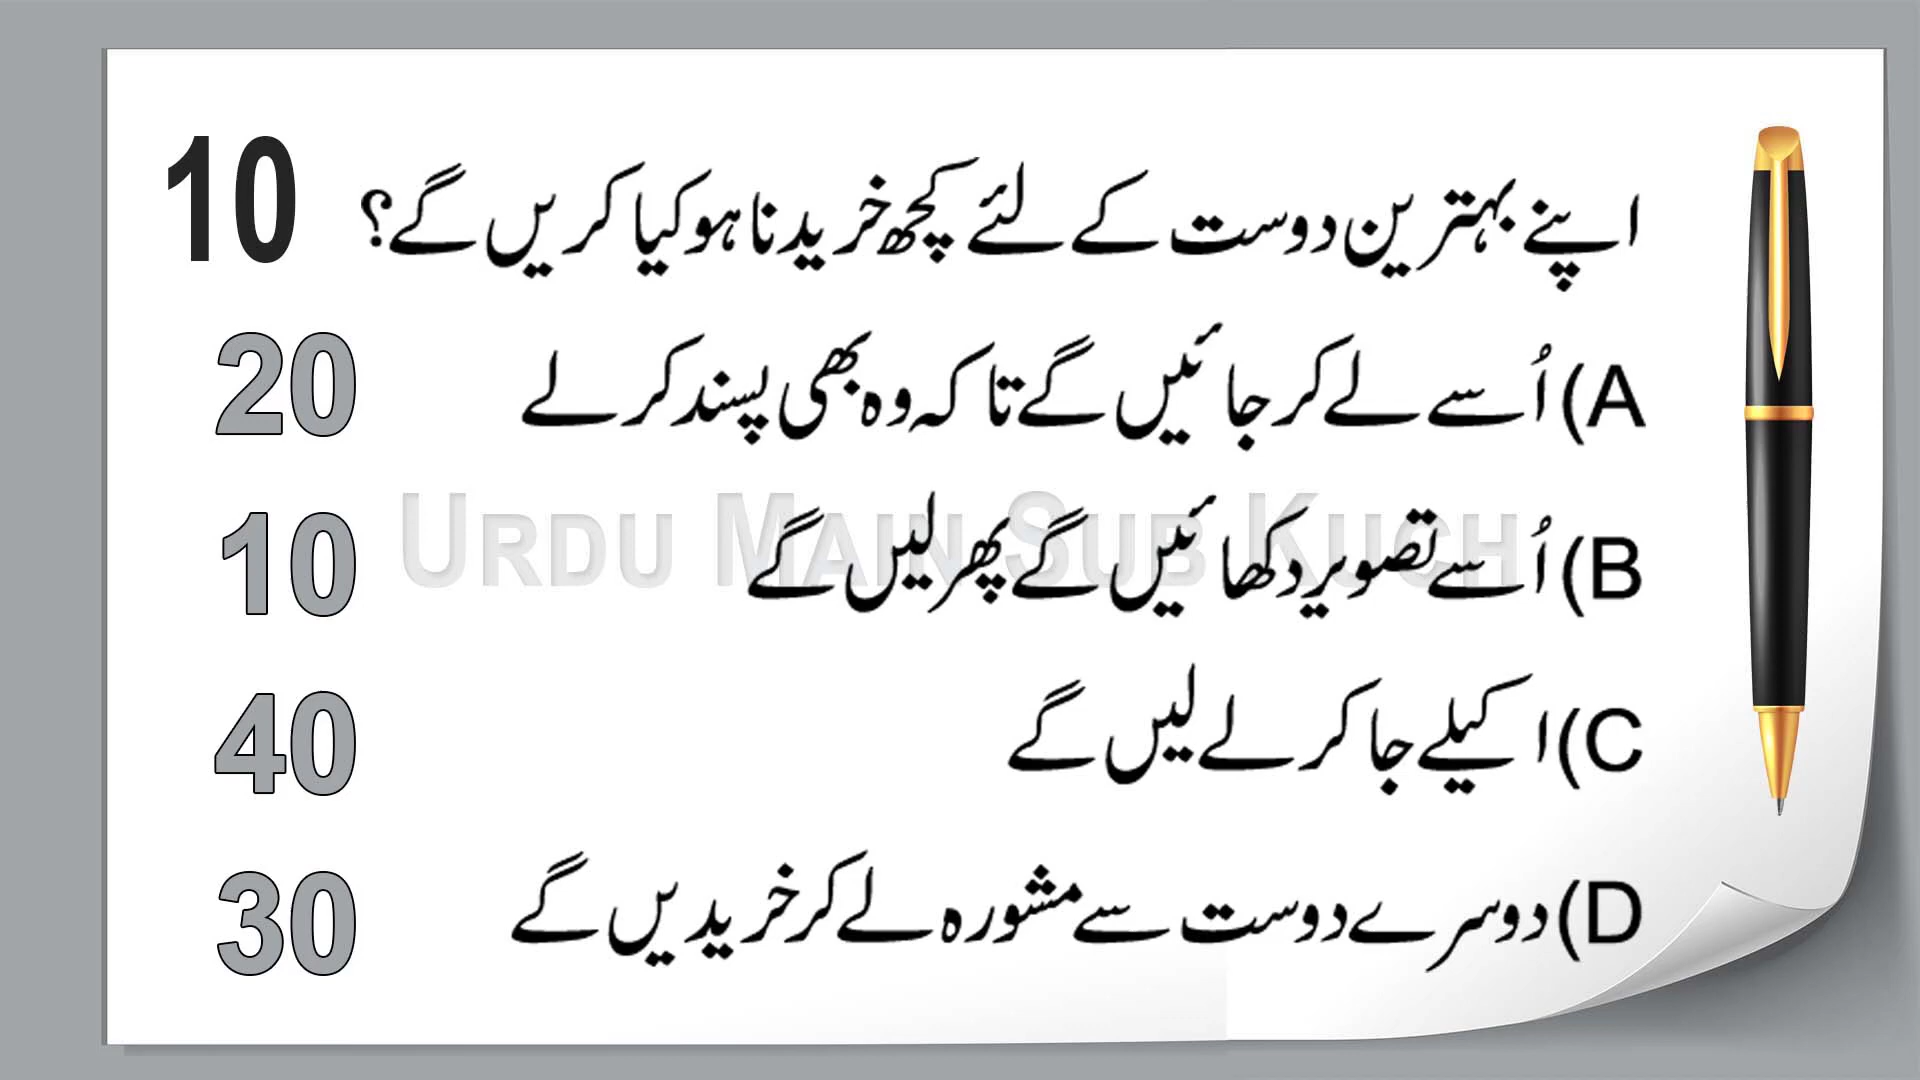 10 اپنے بہترین دوست کے لئے کچھ خریدنا ہو کیا کریں گے؟
A) اُسے لے کر جائیں گے تاکہ وہ بھی پسند کر لے 20
URDU MAIN SUB KUCH
B) اُسے تصویر دکھائیں گے پھر لیں گے 10
C) اکیلے جا کر لے لیں گے 40
D) دوسرے دوست سے مشورہ لے کر خریدیں گے 30